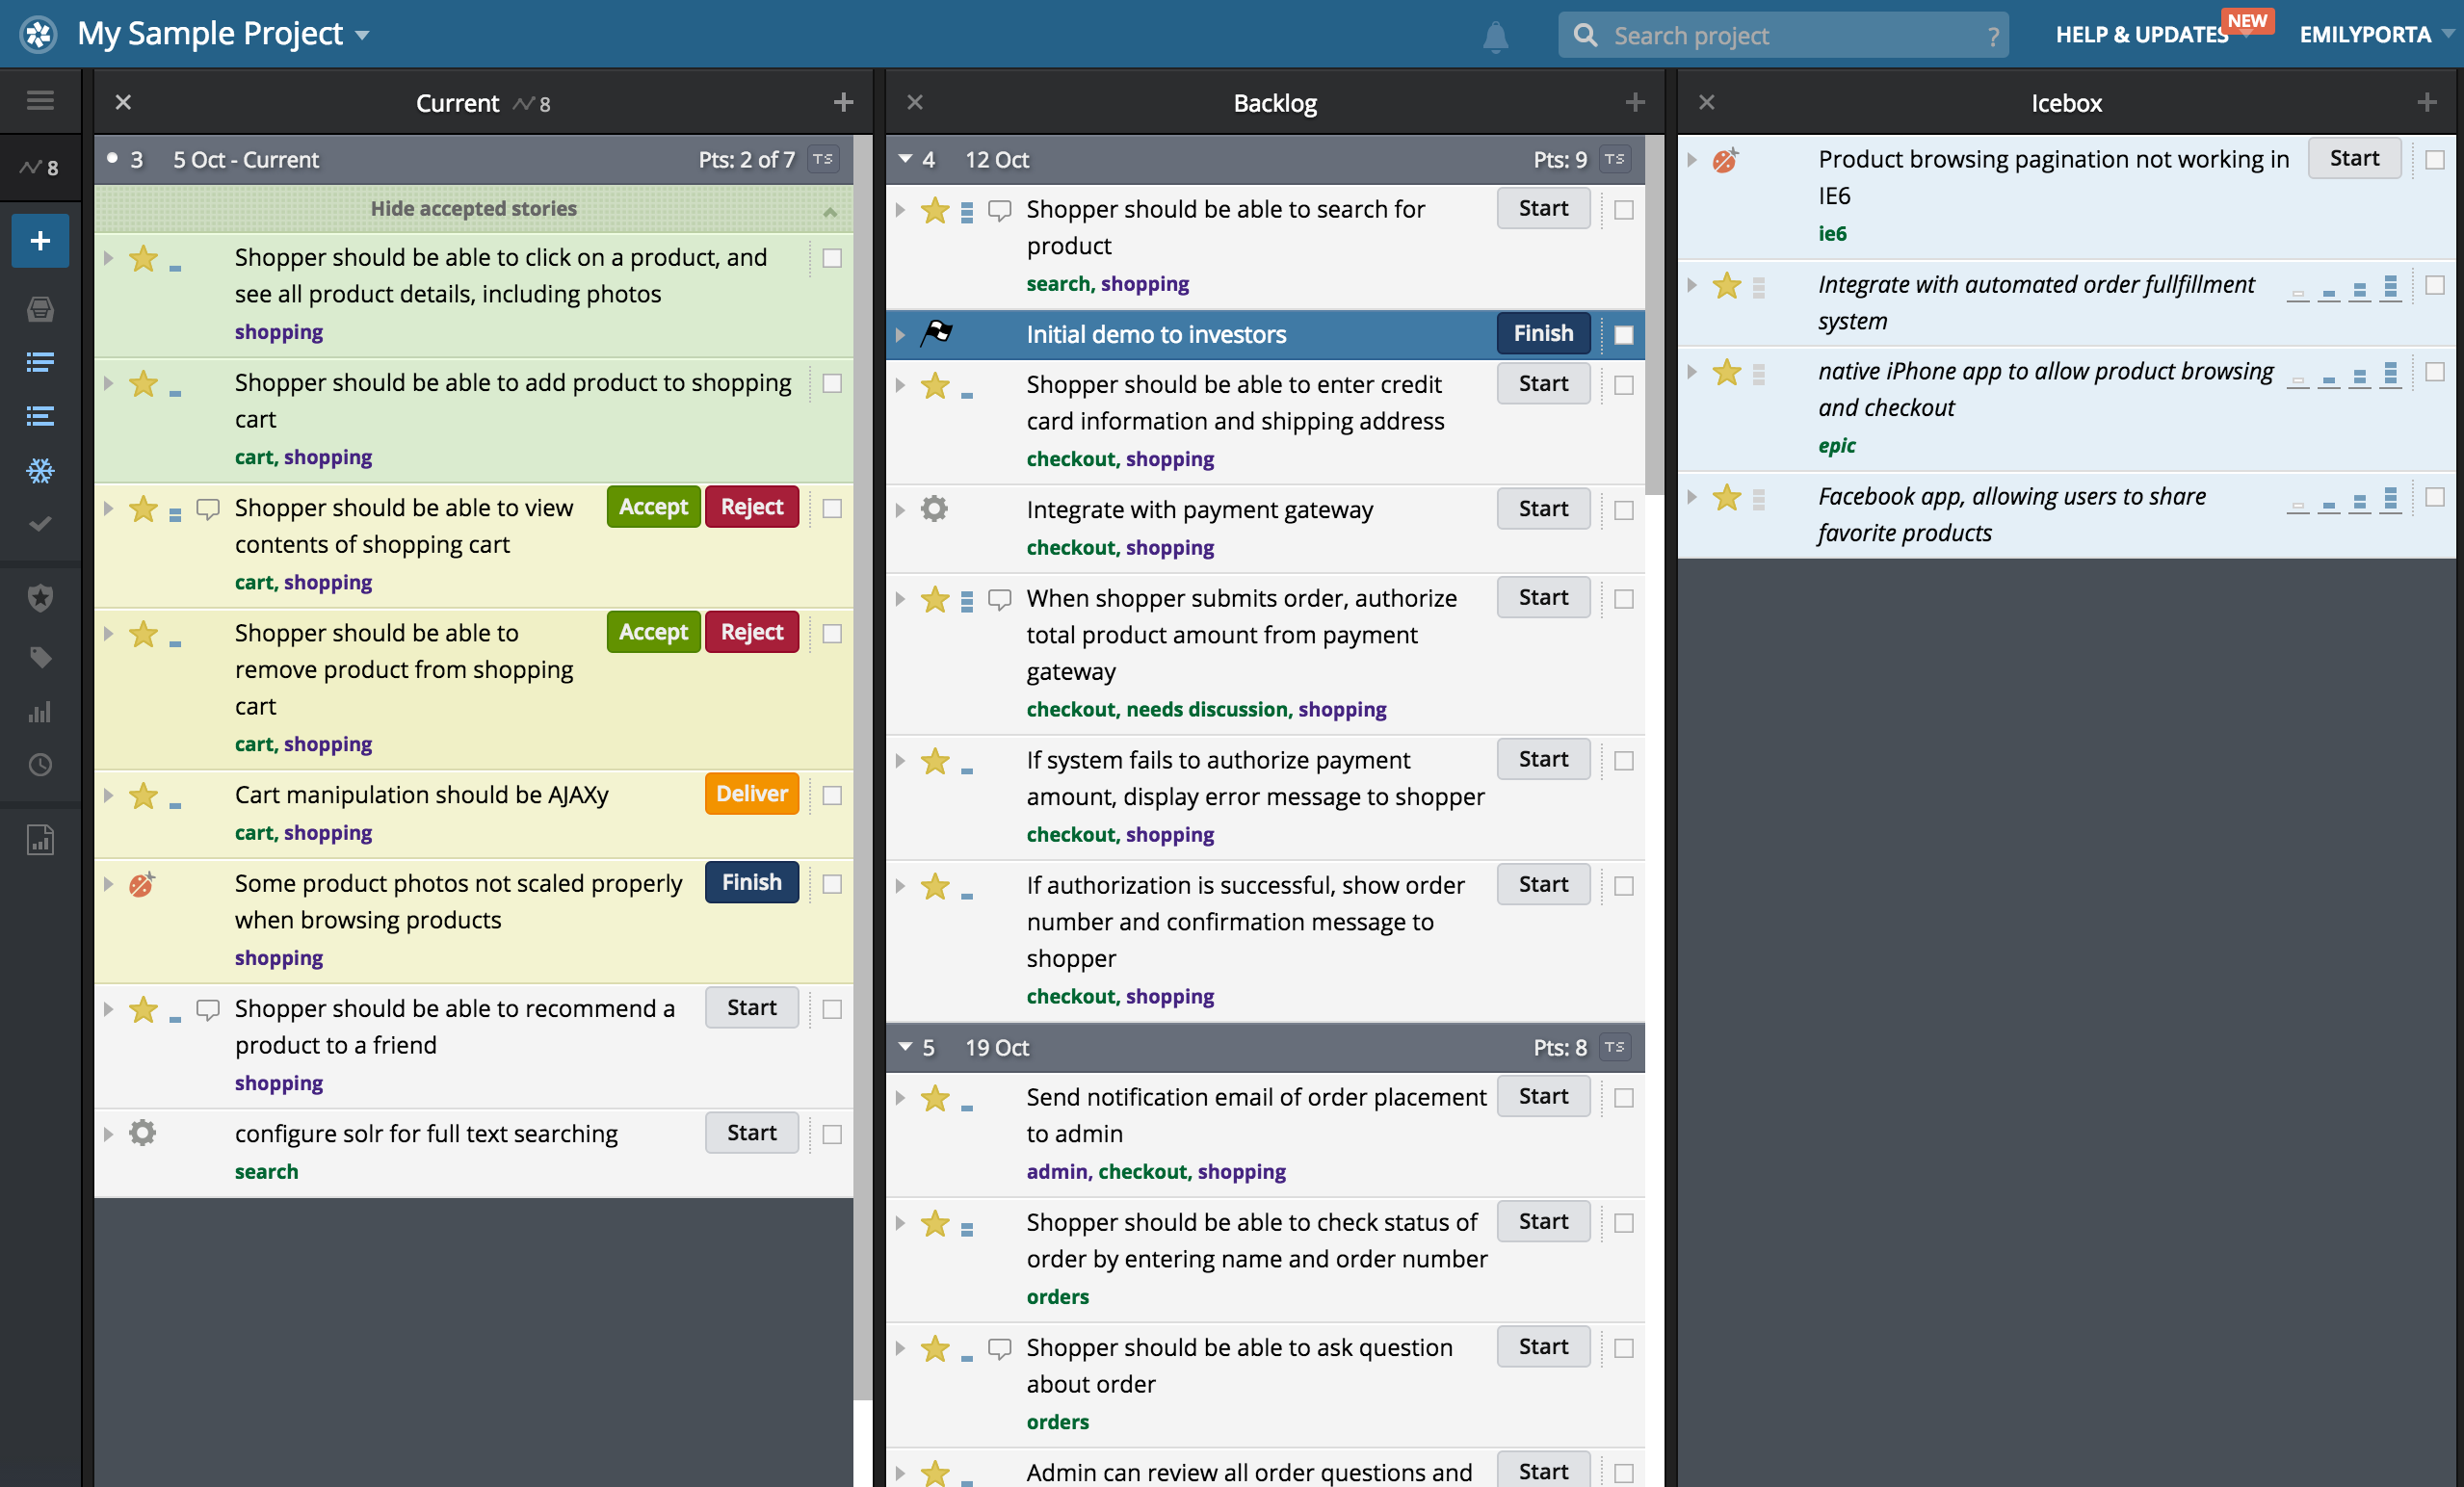 My Sample Project
Search project
?
HELP & UPDATES
NEW
EMILYPORTA
8
Current 8
3 5 Oct - Current Pts: 2 of 7 TS
Hide accepted stories
Shopper should be able to click on a product, and
see all product details, including photos
shopping
Shopper should be able to add product to shopping
cart
cart, shopping
Shopper should be able to view
contents of shopping cart
cart, shopping
Accept Reject
Shopper should be able to
remove product from shopping
cart
cart, shopping
Accept Reject
Cart manipulation should be AJAXy
cart, shopping
Deliver
Some product photos not scaled properly
when browsing products
shopping
Finish
Shopper should be able to recommend a
product to a friend
shopping
Start
configure solr for full text searching
search
Start
Backlog
4 12 Oct Pts: 9 TS
Shopper should be able to search for
product
search, shopping
Start
Initial demo to investors
Finish
Shopper should be able to enter credit
card information and shipping address
checkout, shopping
Start
Integrate with payment gateway
checkout, shopping
Start
When shopper submits order, authorize
total product amount from payment
gateway
checkout, needs discussion, shopping
Start
If system fails to authorize payment
amount, display error message to shopper
checkout, shopping
Start
If authorization is successful, show order
number and confirmation message to
shopper
checkout, shopping
Start
5 19 Oct Pts: 8 TS
Send notification email of order placement
to admin
admin, checkout, shopping
Start
Shopper should be able to check status of
order by entering name and order number
orders
Start
Shopper should be able to ask question
about order
orders
Start
Admin can review all order questions and
Start
Icebox
Product browsing pagination not working in
IE6
ie6
Start
Integrate with automated order fullfillment
system
native iPhone app to allow product browsing
and checkout
epic
Facebook app, allowing users to share
favorite products